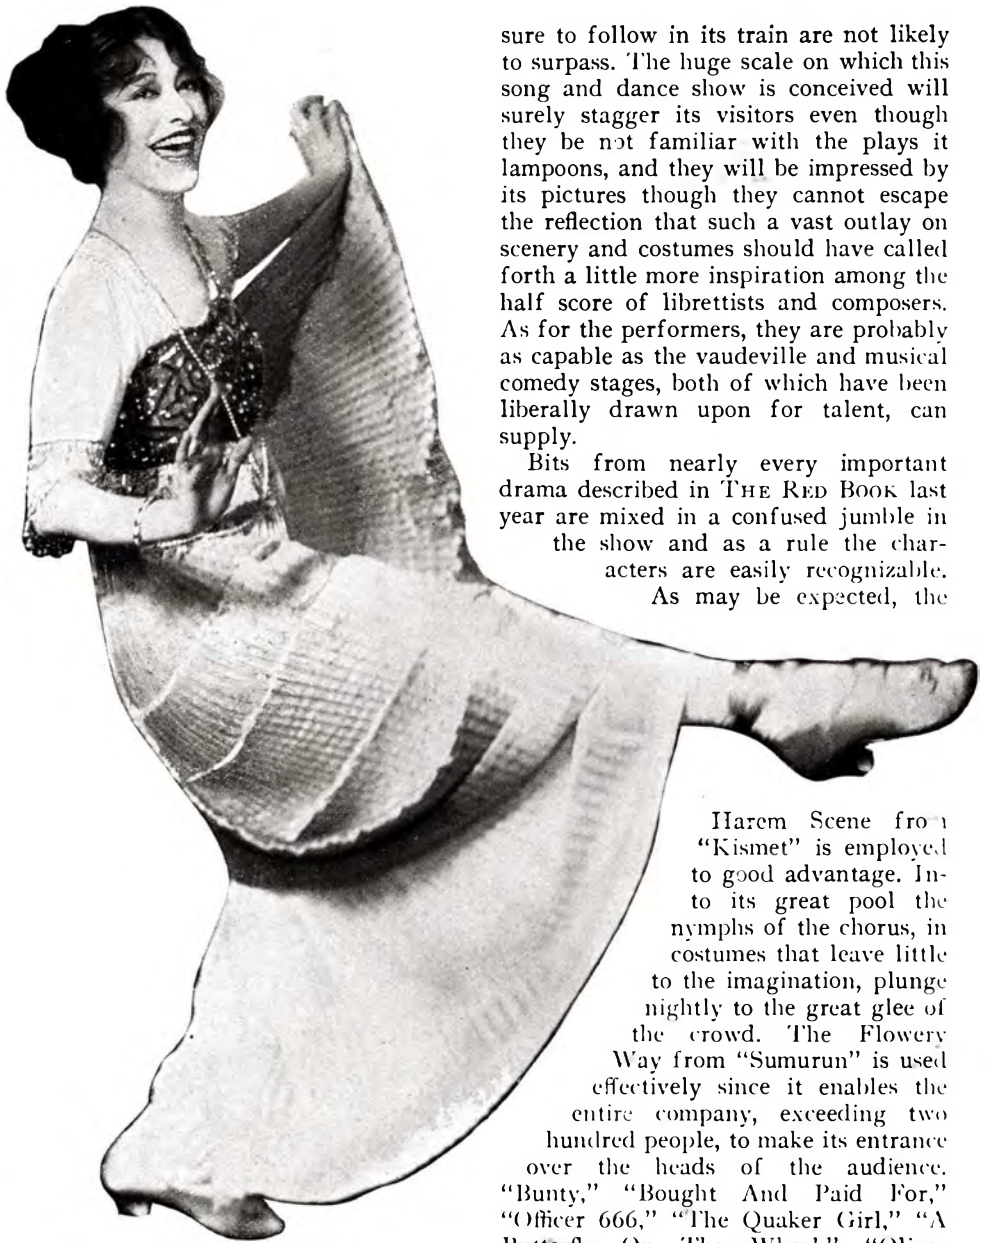 sure to follow in its train are not likely
to surpass. The huge scale on which this
song and dance show is conceived will
surely stagger its visitors even though
they be not familiar with the plays it
lampoons, and they will be impressed by
its pictures though they cannot escape
the reflection that such a vast outlay on
scenery and costumes should have called
forth a little more inspiration among the
half score of librettists and composers.
As for the performers, they are probably
as capable as the vaudeville and musical
comedy stages, both of which have been
liberally drawn upon for talent, can
supply.
Bits from nearly every important
drama described in THE RED BOOK last
year are mixed in a confused jumble in
the show and as a rule the char-
acters are easily recognizable.
As may be expected, the
Harem Scene from
"Kismet" is employed
to good advantage. In-
to its great pool the
nymphs of the chorus, in
costumes that leave little
to the imagination, plunge
nightly to the great glee of
the crowd. The Flowery
Way from "Sumurun" is used
effectively since it enables the
entire company, exceeding two
hundred people, to make its entrance
over the heads of the audience.
"Bunty," "Bought And Paid For,"
"Officer 666," "The Quaker Girl," "A